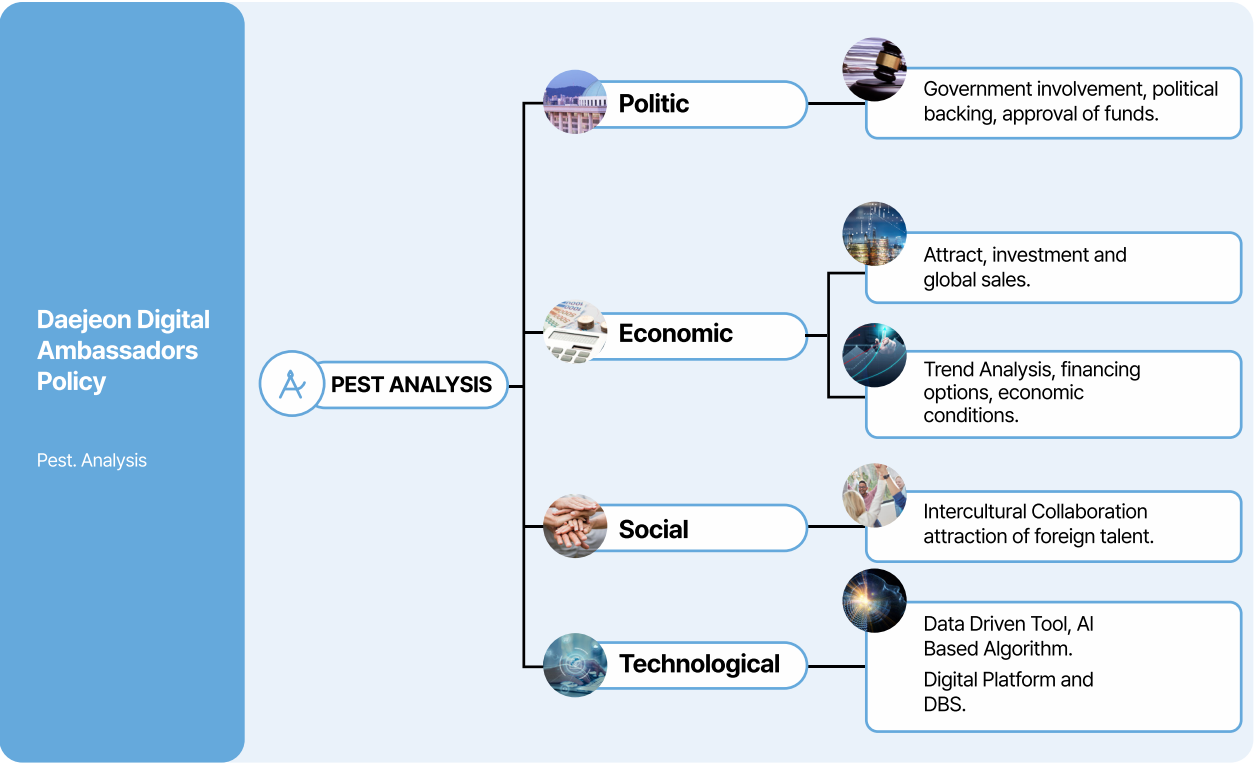 Daejeon Digital
Ambassadors
Policy
Pest. Analysis
PEST ANALYSIS
Politic
Government involvement, political
backing, approval of funds.
Economic
Attract, investment and
global sales.
Trend Analysis, financing
options, economic
conditions.
Social
Intercultural Collaboration
attraction of foreign talent.
Technological
Data Driven Tool, AI
Based Algorithm.
Digital Platform and
DBS.